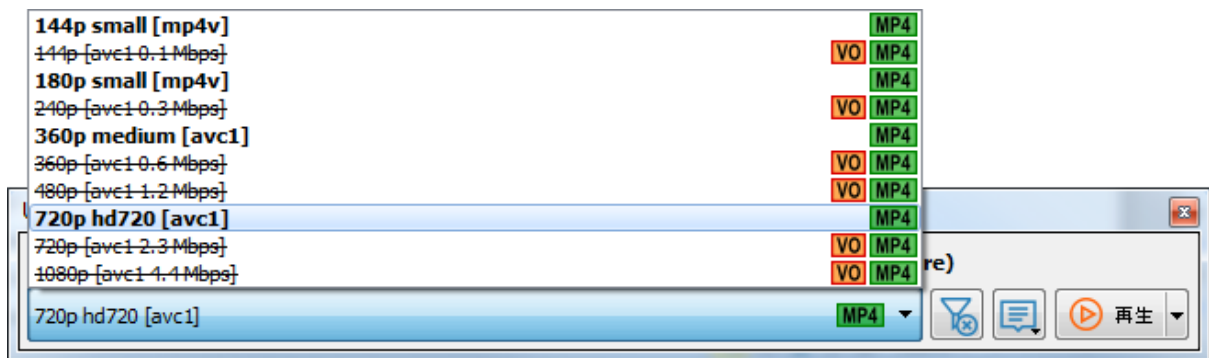 144p small [mp4v] MP4
144p [avc1 0.1 Mbps] VO MP4
180p small [mp4v] MP4
240p [avc1 0.3 Mbps] VO MP4
360p medium [avc1] MP4
360p [avc1 0.6 Mbps] VO MP4
480p [avc1 1.2 Mbps] VO MP4
720p hd720 [avc1] MP4
720p [avc1 2.3 Mbps] VO MP4
1080p [avc1 4.4 Mbps] VO MP4
re)
720p hd720 [avc1] MP4 再生